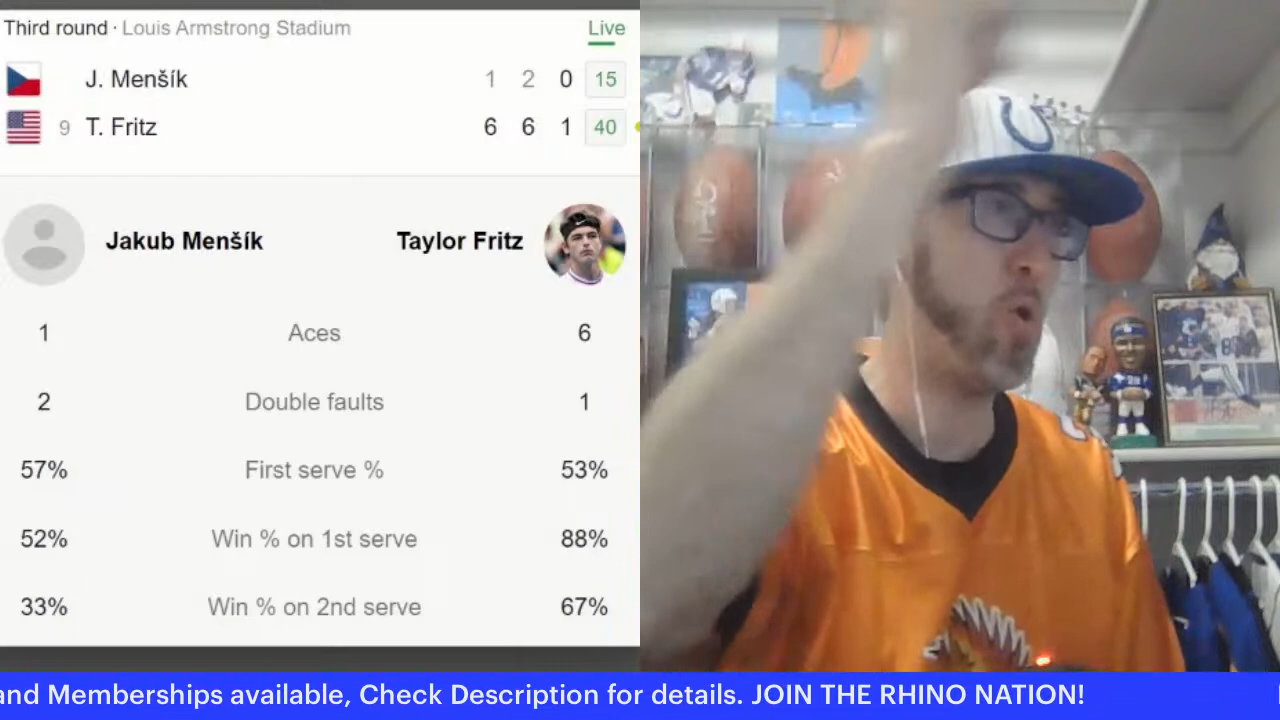 Third round · Louis Armstrong Stadium Live
J. Menšík 1 2 0 15
9 T. Fritz 6 6 1 40
Jakub Menšík Taylor Fritz
1 Aces 6
2 Double faults 1
57% First serve % 53%
52% Win % on 1st serve 88%
33% Win % on 2nd serve 67%
and Memberships available, Check Description for details. JOIN THE RHINO NATION!